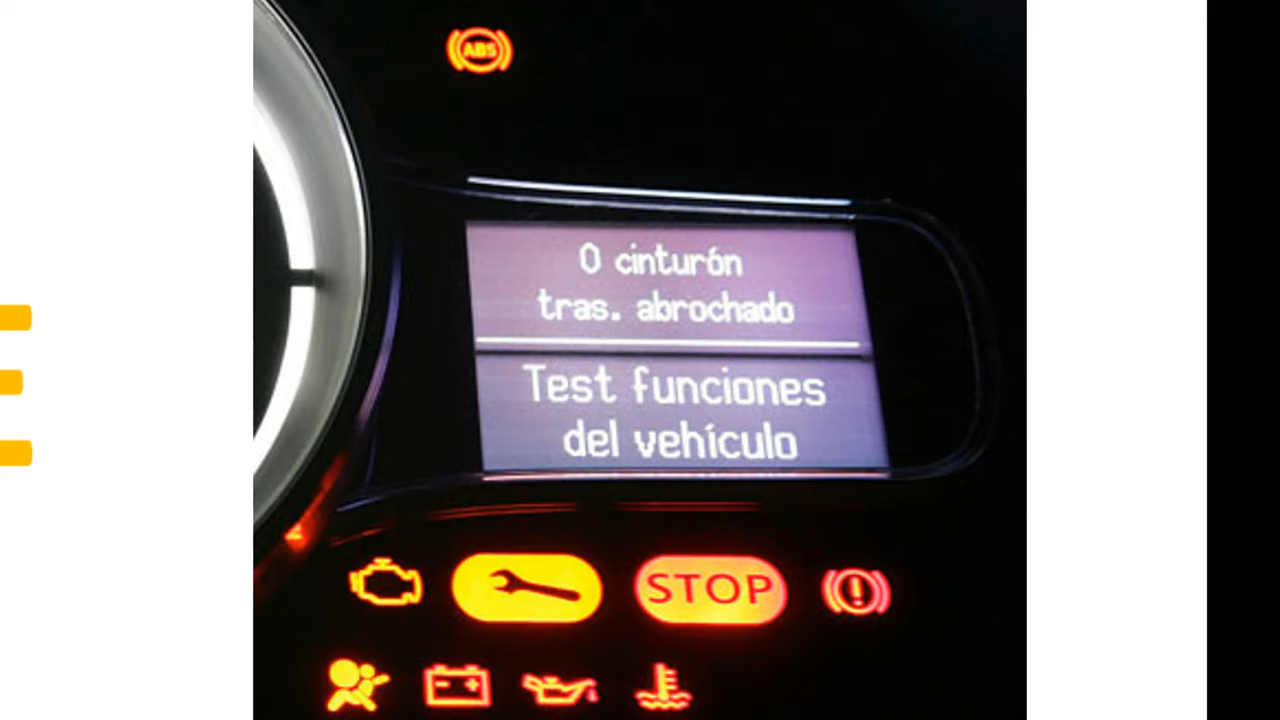 ABS
0 cinturón
tras. abrochado
Test funciones
del vehículo
STOP